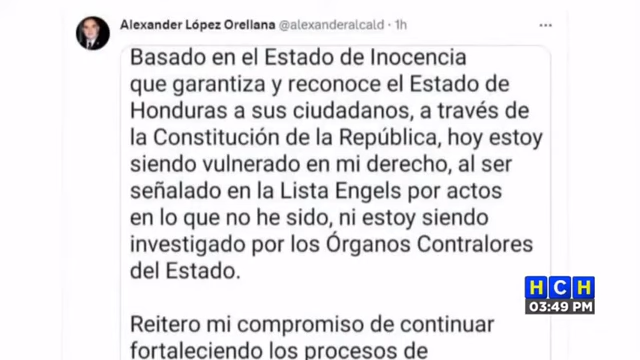 Alexander López Orellana @alexanderalcald · 1h
Basado en el Estado de Inocencia
que garantiza y reconoce el Estado de
Honduras a sus ciudadanos, a través de
la Constitución de la República, hoy estoy
siendo vulnerado en mi derecho, al ser
señalado en la Lista Engels por actos
en lo que no he sido, ni estoy siendo
investigado por los Órganos Contralores
del Estado.
HCH
03:49 PM
Reitero mi compromiso de continuar
fortaleciendo los procesos de